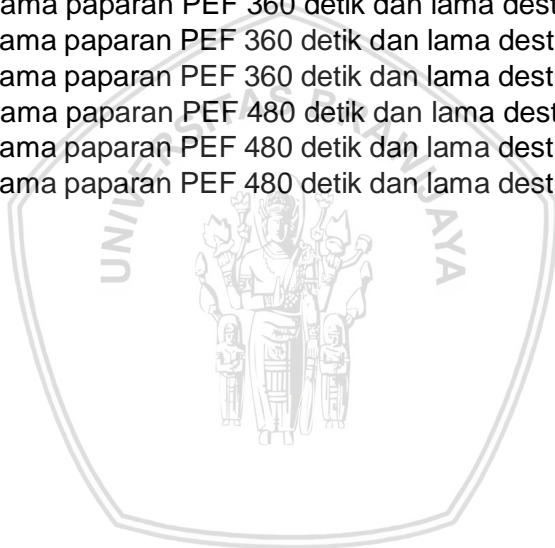 ama paparan PEF 360 detik dan lama dest
ama paparan PEF 360 detik dan lama dest
ama paparan PEF 360 detik dan lama dest
ama paparan PEF 480 detik dan lama dest
ama paparan PEF 480 detik dan lama dest
ama paparan PEF 480 detik dan lama dest
UNIVERSITAS BRAWIJAYA